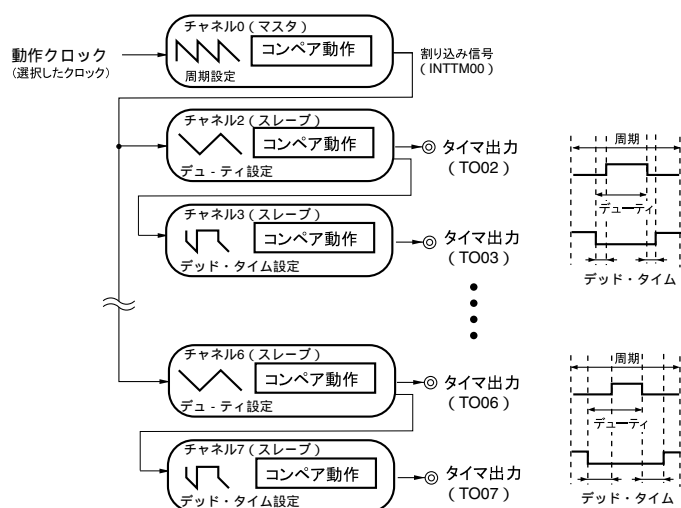 チャネル0(マスタ)
動作クロック
(選択したクロック)
コンペア動作
周期設定
割り込み信号
(INTTM00)
チャネル2(スレーブ)
コンペア動作
デュ-ティ設定
タイマ出力
(TO02)
チャネル3(スレーブ)
コンペア動作
デッド・タイム設定
タイマ出力
(TO03)
周期
デューティ
デッド・タイム
チャネル6(スレーブ)
コンペア動作
デュ-ティ設定
タイマ出力
(TO06)
チャネル7(スレーブ)
コンペア動作
デッド・タイム設定
タイマ出力
(TO07)
周期
デューティ
デッド・タイム